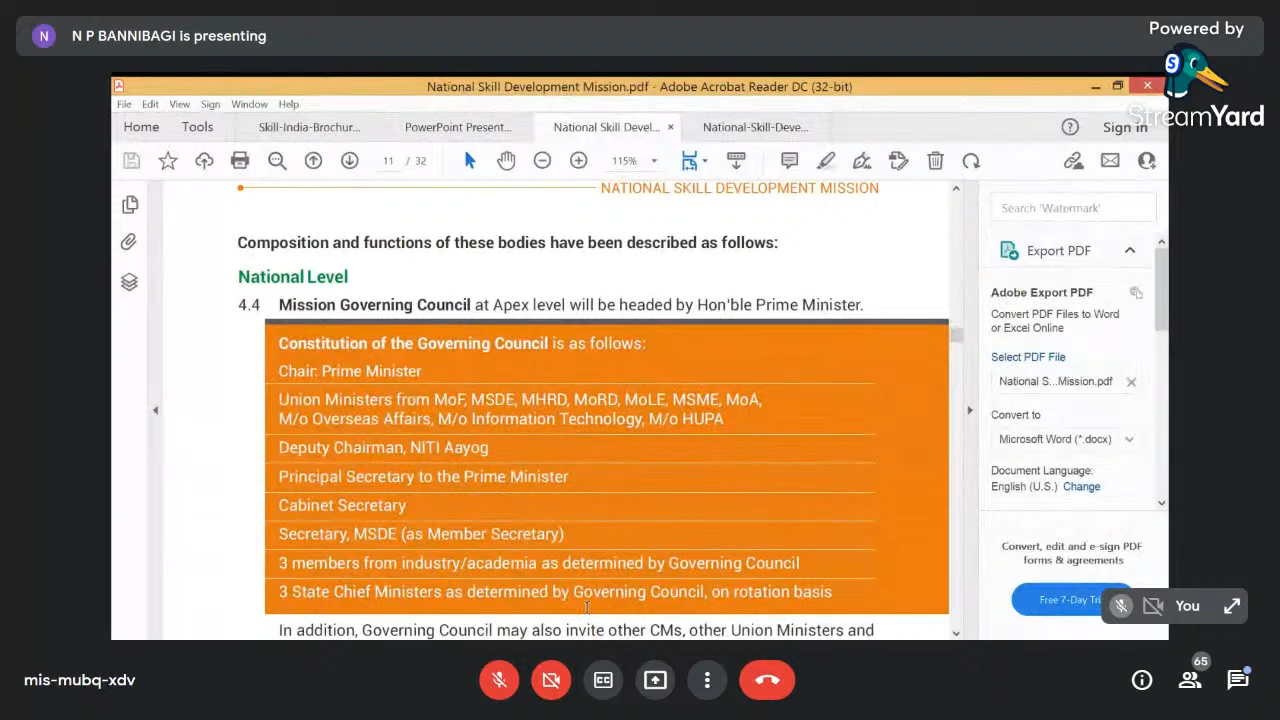 N
N P BANNIBAGI is presenting
Powered by
S
StreamYard
National Skill Development Mission.pdf - Adobe Acrobat Reader DC (32-bit)
File Edit View Sign Window Help
Home Tools Skill-India-Brochur... PowerPoint Present... National Skill Devel... × National-Skill-Deve... Sign In
11 / 32 115%
NATIONAL SKILL DEVELOPMENT MISSION
Composition and functions of these bodies have been described as follows:
National Level
4.4 Mission Governing Council at Apex level will be headed by Hon'ble Prime Minister.
Constitution of the Governing Council is as follows:
Chair: Prime Minister
Union Ministers from MoF, MSDE, MHRD, MoRD, MoLE, MSME, MoA,
M/o Overseas Affairs, M/o Information Technology, M/o HUPA
Deputy Chairman, NITI Aayog
Principal Secretary to the Prime Minister
Cabinet Secretary
Secretary, MSDE (as Member Secretary)
3 members from industry/academia as determined by Governing Council
3 State Chief Ministers as determined by Governing Council, on rotation basis
In addition, Governing Council may also invite other CMs, other Union Ministers and
Search 'Watermark'
Export PDF
Adobe Export PDF
Convert PDF Files to Word
or Excel Online
Select PDF File
National S...Mission.pdf
Convert to
Microsoft Word (*.docx)
Document Language:
English (U.S.) Change
Convert, edit and e-sign PDF
forms & agreements
Free 7-Day Tri
You
mis-mubq-xdv
65